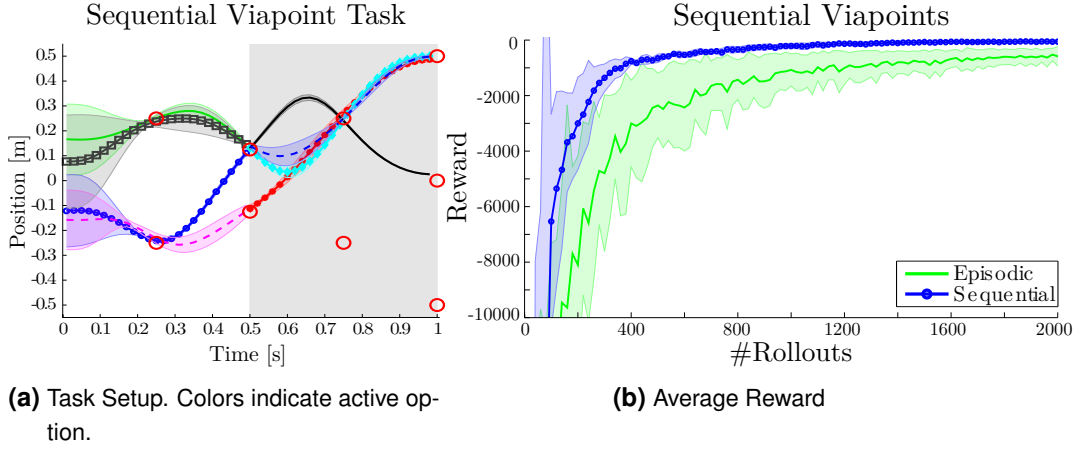 Sequential Viapoint Task
Position [m]
0.5
0.4
0.3
0.2
0.1
0
-0.1
-0.2
-0.3
-0.4
-0.5
0 0.1 0.2 0.3 0.4 0.5 0.6 0.7 0.8 0.9 1
Time [s]
(a) Task Setup. Colors indicate active op-
tion.
Sequential Viapoints
Reward
0
-2000
-4000
-6000
-8000
-10000
Episodic
Sequential
0 400 800 1200 1600 2000
#Rollouts
(b) Average Reward